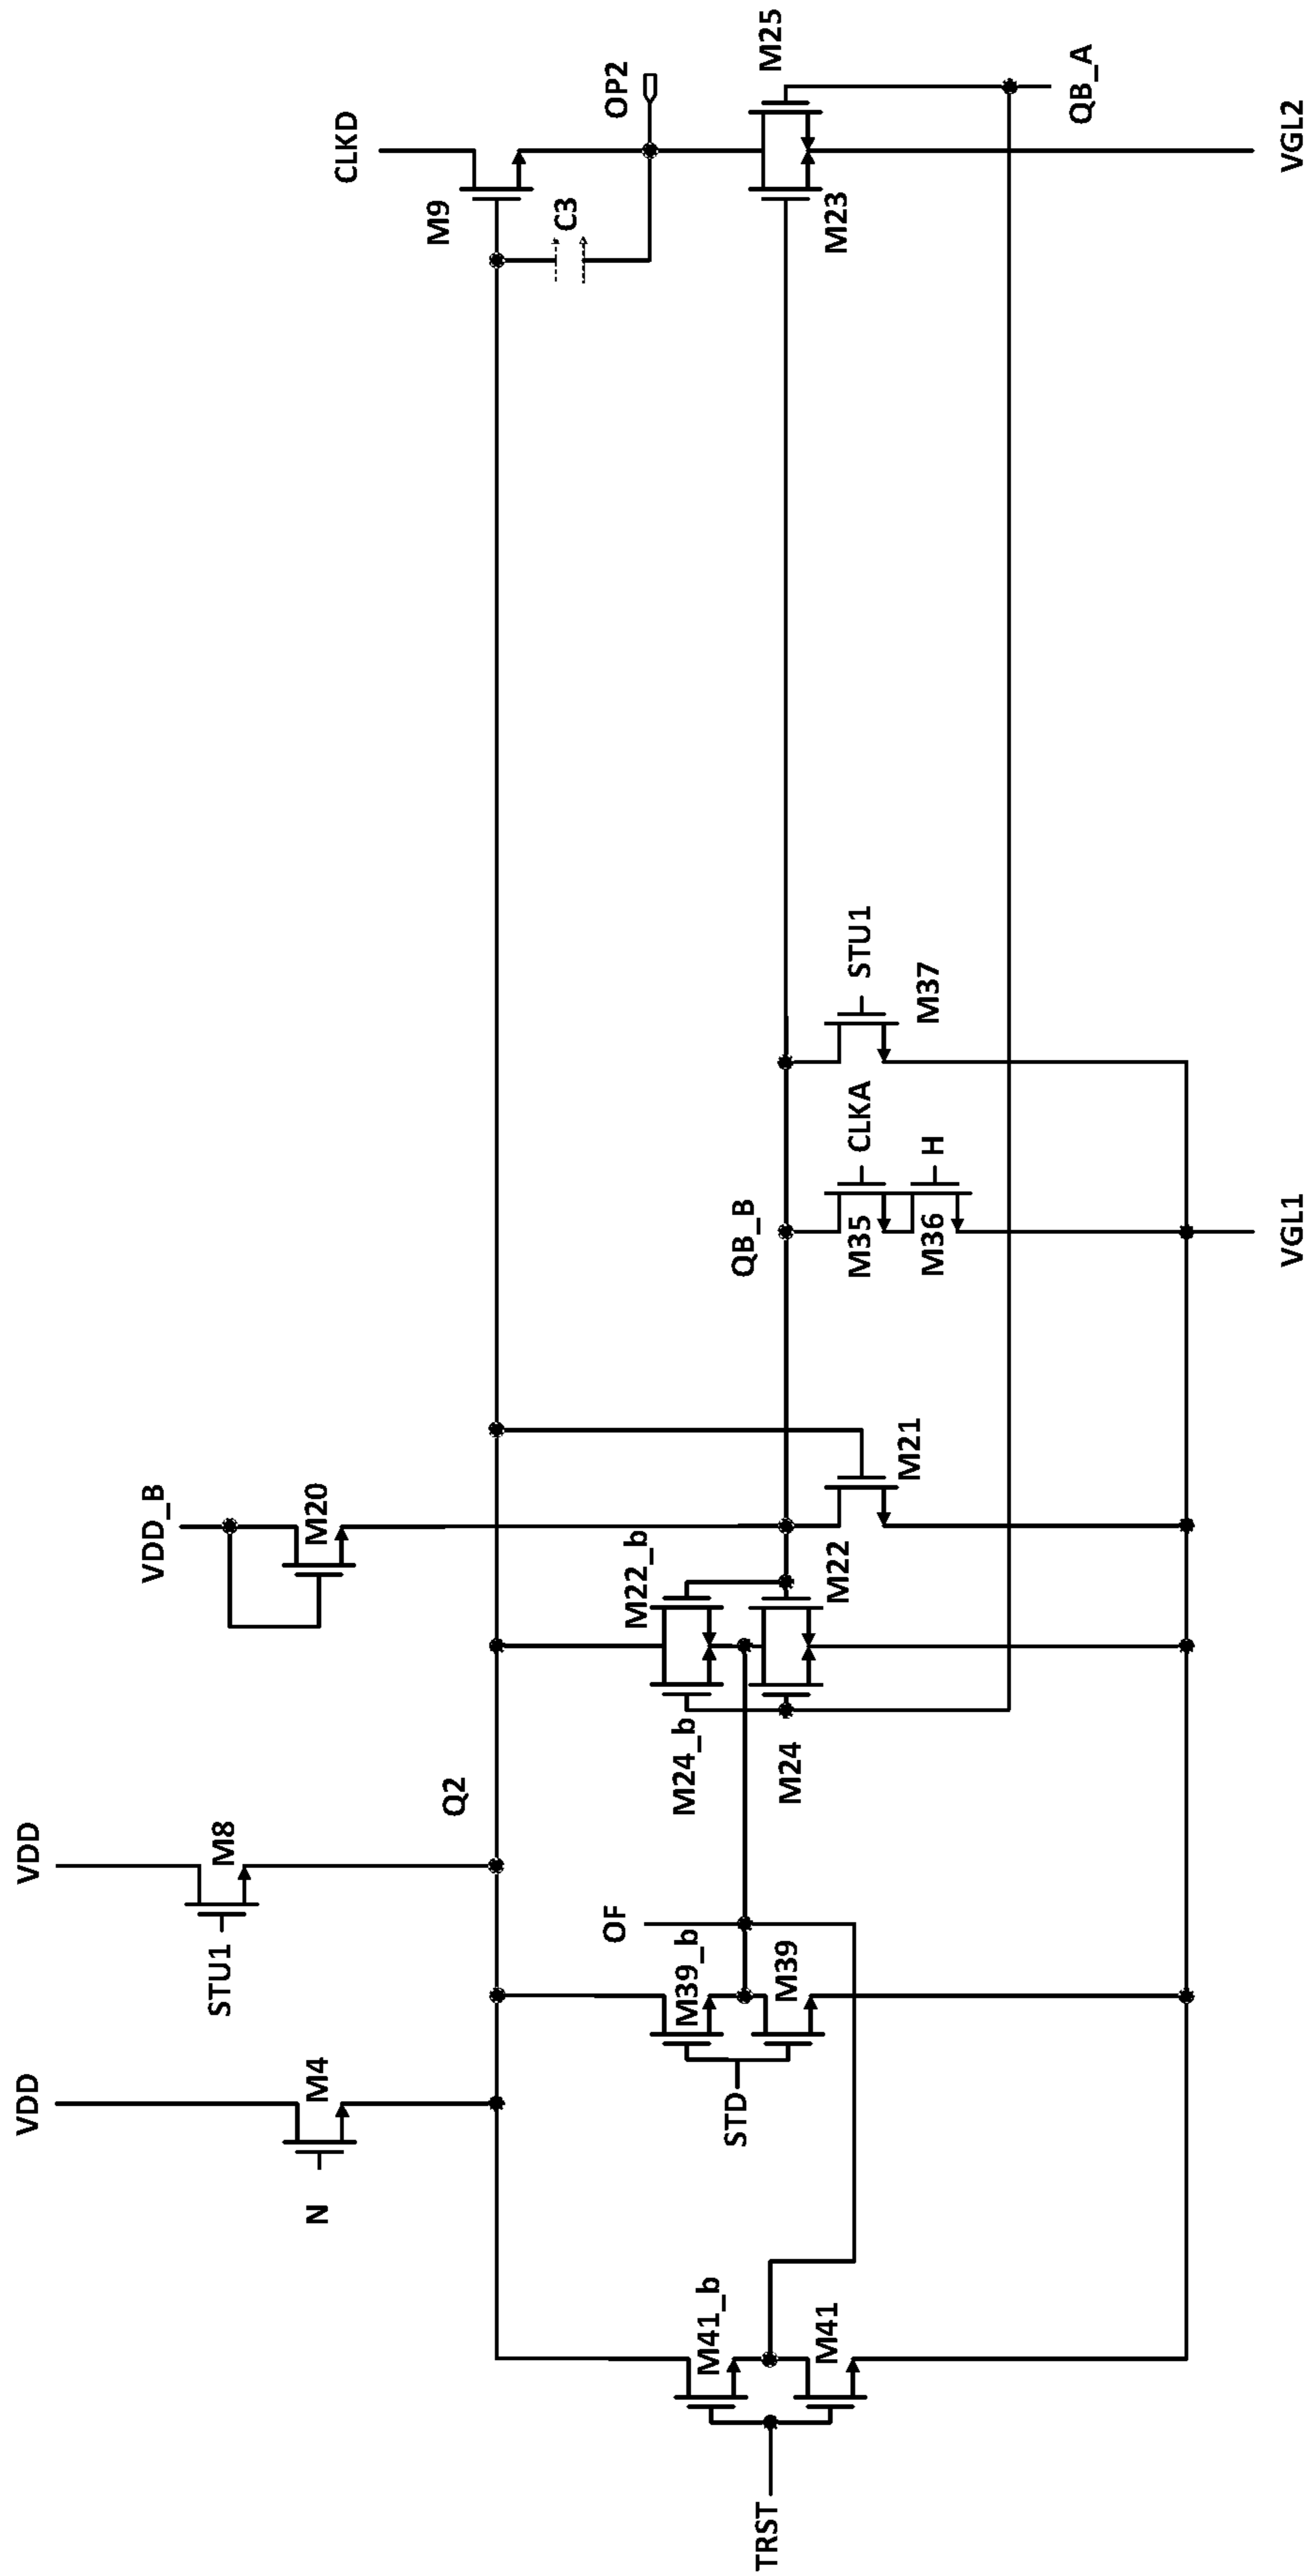 VDD
VDD
VDD_B
CLKD
N
M4
STU1
M8
M20
Q2
M9
C3
OP2
OF
TRST
M41_b
M41
STD
M39_b
M39
M24_b
M24
M22_b
M22
M21
QB_B
M35
CLKA
M36
H
STU1
M37
M23
M25
QB_A
VGL1
VGL2